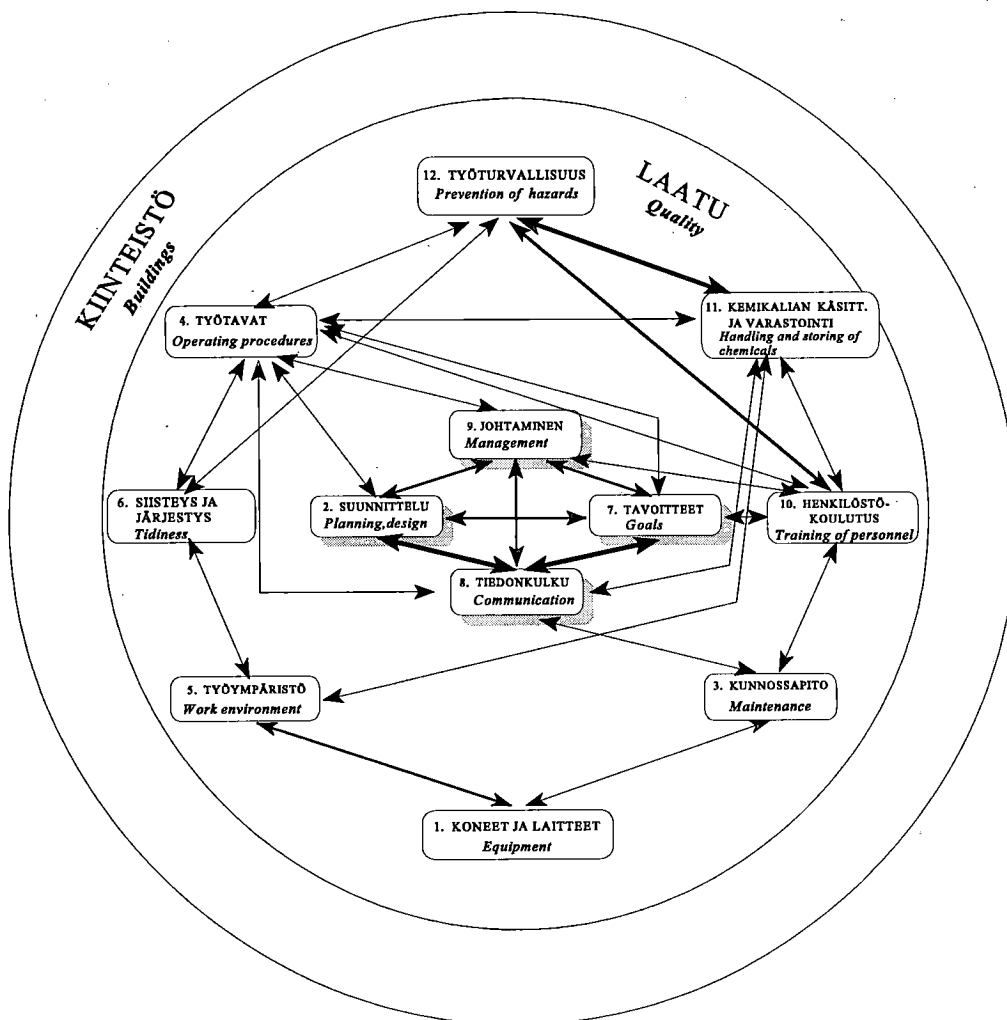 12. TYÖTURVALLISUUS
Prevention of hazards
LAATU
Quality
KIINTEISTÖ
Buildings
4. TYÖTAVAT
Operating procedures
11. KEMIKALIAN KÄSITT.
JA VARASTOINTI
Handling and storing of
chemicals
9. JOHTAMINEN
Management
6. SIISTEYS JA
JÄRJESTYS
Tidiness
2. SUUNNITTELU
Planning,design
7. TAVOITTEET
Goals
10. HENKILÖSTÖ-
KOULUTUS
Training of personnel
8. TIEDONKULKU
Communication
5. TYÖYMPÄRISTÖ
Work environment
3. KUNNOSSAPITO
Maintenance
1. KONEET JA LAITTEET
Equipment